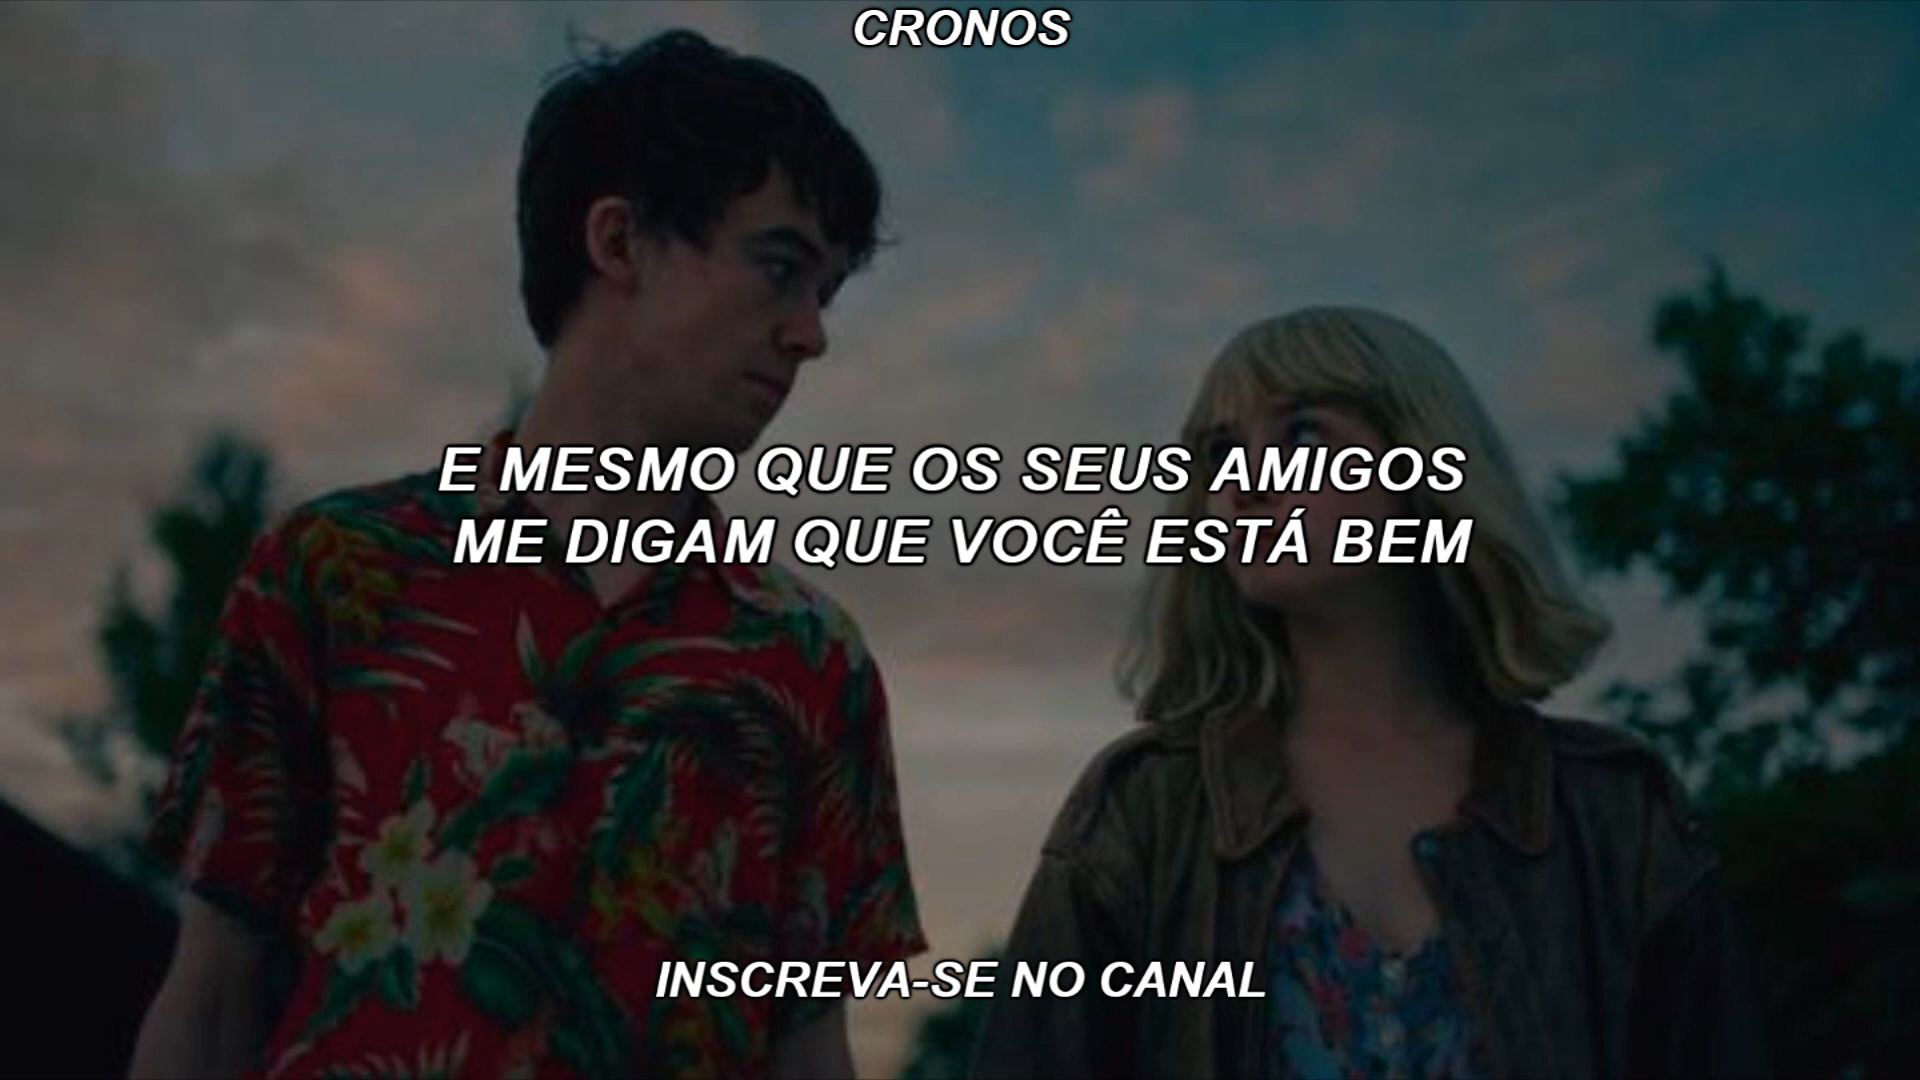 CRONOS
E MESMO QUE OS SEUS AMIGOS
ME DIGAM QUE VOCÊ ESTÁ BEM
INSCREVA-SE NO CANAL